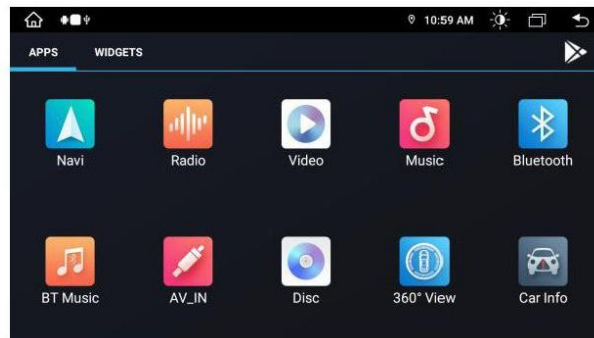 10:59 AM
APPS WIDGETS
Navi Radio Video Music Bluetooth
BT Music AV_IN Disc 360° View Car Info